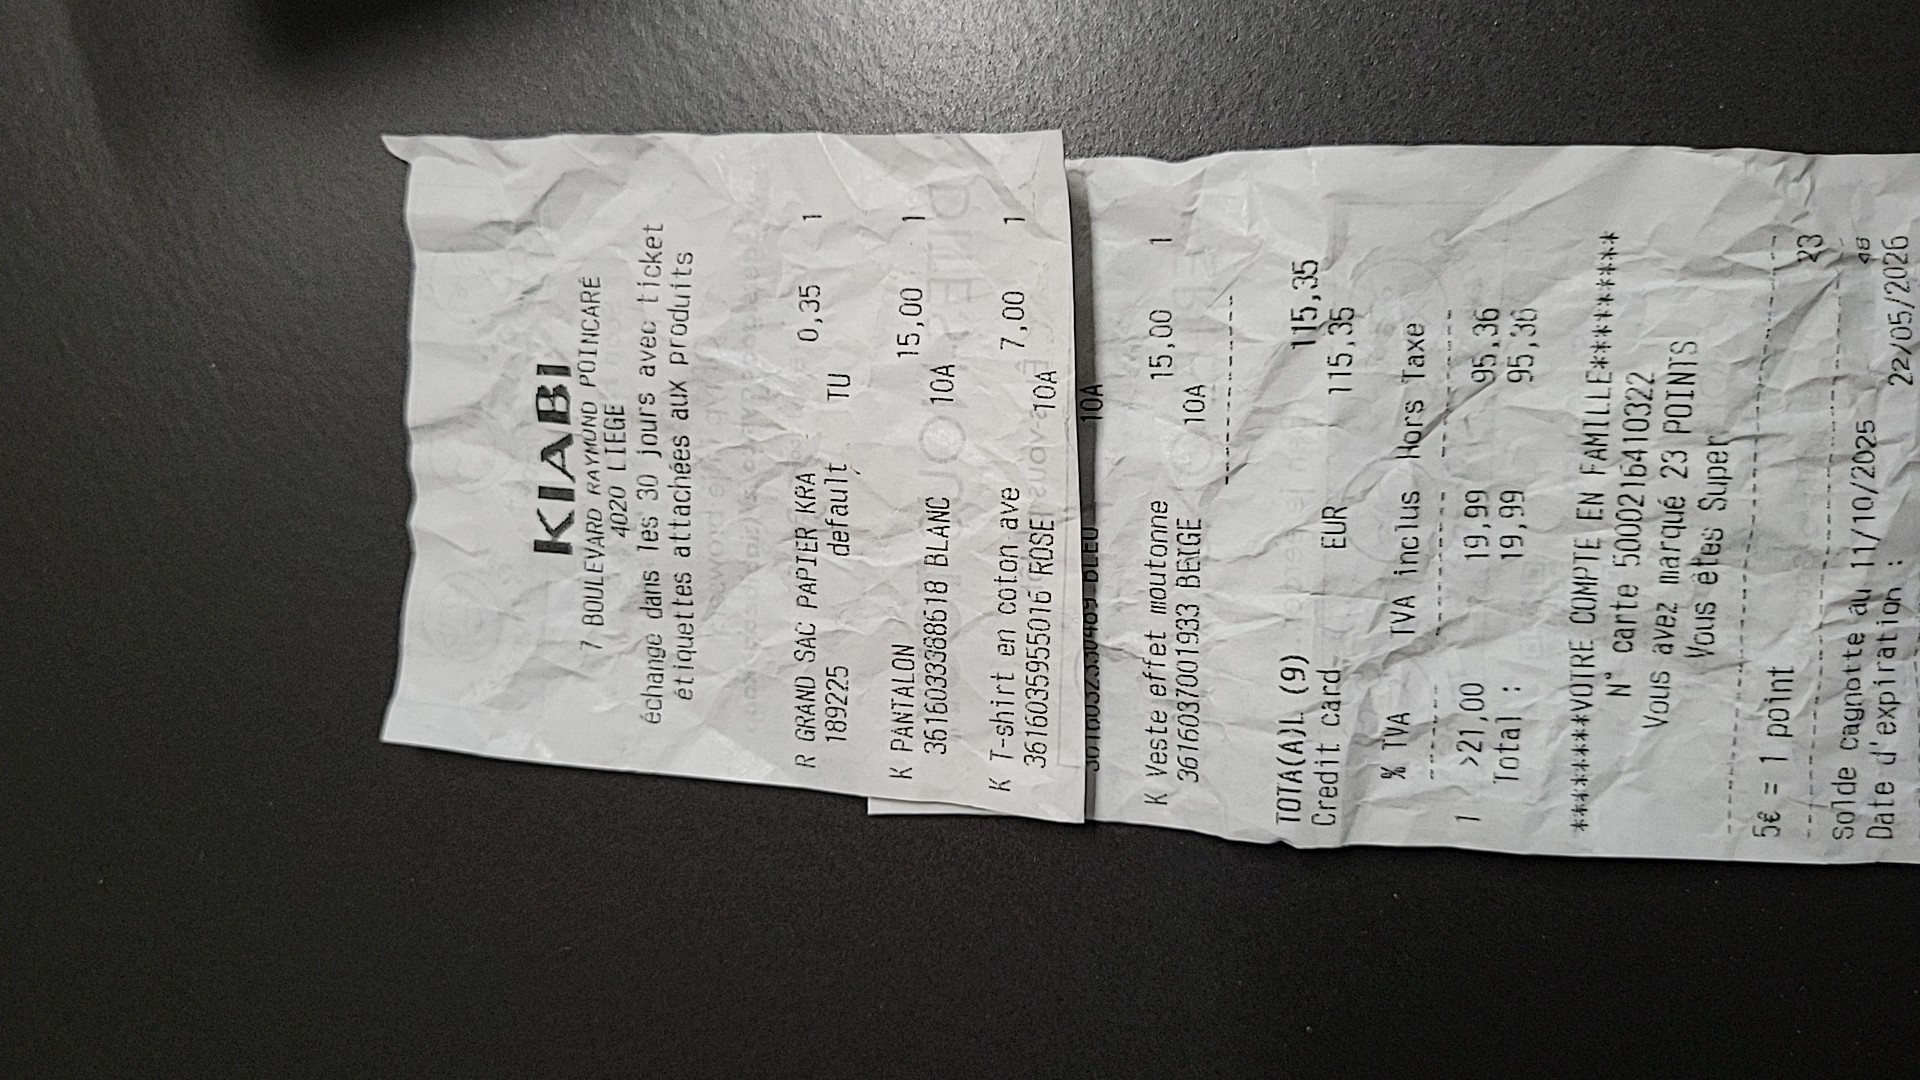 KIABI
7 BOULEVARD RAYMOND POINCARÉ
4020 LIEGE
échange dans les 30 jours avec ticket
étiquettes attachées aux produits
R GRAND SAC PAPIER KRA 0,35 1
189225 default TU
K PANTALON 15,00 1
3616033388618 BLANC 10A
K T-shirt en coton ave 7,00 1
3616035955016 ROSE 10A
BLEU 10A
K Veste effet moutonne 15,00 1
3616037001933 BEIGE 10A
TOTA(A)L (9) 115,35
Credit card EUR 115,35
% TVA TVA inclus Hors Taxe
1 >21,00 19,99 95,36
Total : 19,99 95,36
********VOTRE COMPTE EN FAMILLE*********
N° carte 5000216410322
Vous avez marqué 23 POINTS
Vous êtes Super
5€ = 1 point 23
Solde cagnotte au 11/10/2025 48
Date d'expiration : 22/05/2026